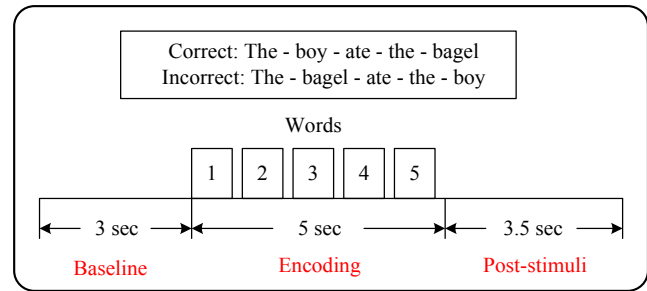 Correct: The - boy - ate - the - bagel
Incorrect: The - bagel - ate - the - boy
Words
1 2 3 4 5
3 sec 5 sec 3.5 sec
Baseline Encoding Post-stimuli